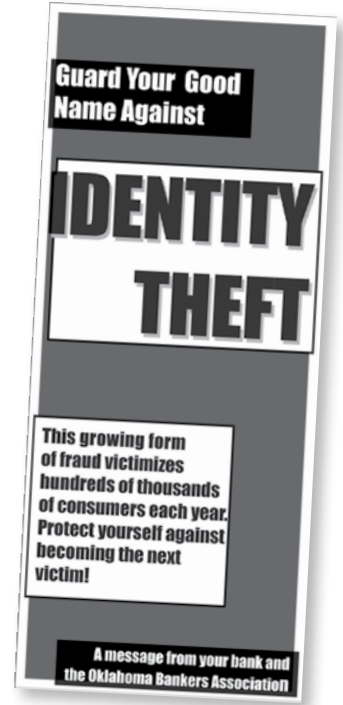 Guard Your Good
Name Against
IDENTITY
THEFT
This growing form
of fraud victimizes
hundreds of thousands
of consumers each year.
Protect yourself against
becoming the next
victim!
A message from your bank and
the Oklahoma Bankers Association